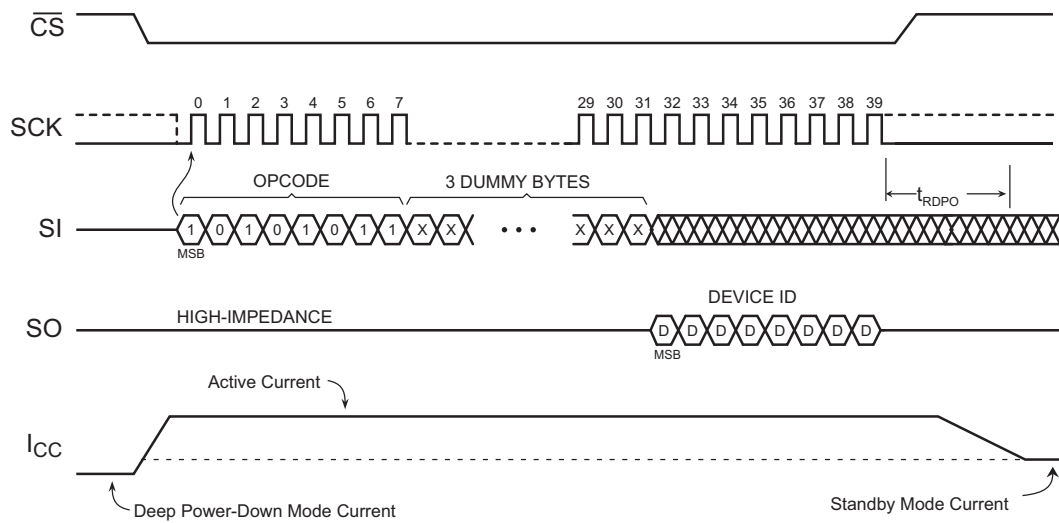 CS
0 1 2 3 4 5 6 7 29 30 31 32 33 34 35 36 37 38 39
SCK
OPCODE 3 DUMMY BYTES tRDPO
SI 1 0 1 0 1 0 1 1 X X • • • X X X
MSB
DEVICE ID
HIGH-IMPEDANCE
SO D D D D D D D D
MSB
Active Current
ICC
Deep Power-Down Mode Current Standby Mode Current